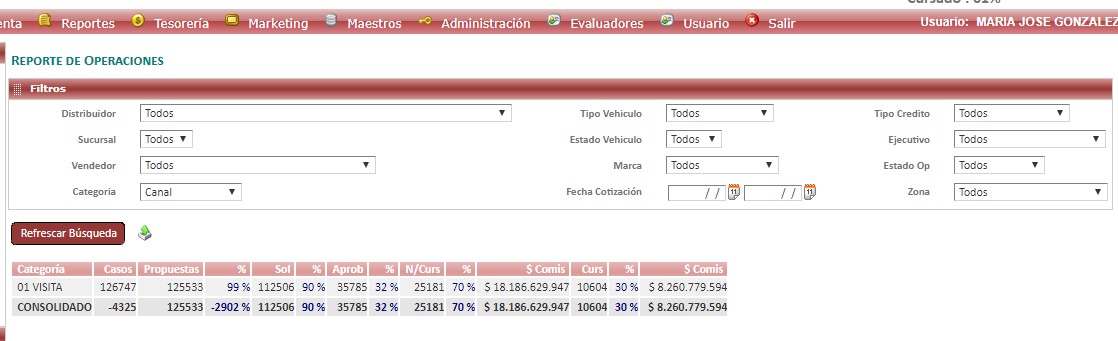 Cursado : 81%
enta Reportes Tesorería Marketing Maestros Administración Evaluadores Usuario Salir Usuario: MARIA JOSE GONZALEZ
REPORTE DE OPERACIONES
Filtros
Distribuidor Todos Tipo Vehiculo Todos Tipo Credito Todos
Sucursal Todos Estado Vehiculo Todos Ejecutivo Todos
Vendedor Todos Marca Todos Estado Op Todos
Categoria Canal Fecha Cotización / / / / Zona Todos
Refrescar Búsqueda
Categoría Casos Propuestas % Sol % Aprob % N/Curs % $ Comis Curs % $ Comis
01 VISITA 126747 125533 99 % 112506 90 % 35785 32 % 25181 70 % $ 18.186.629.947 10604 30 % $ 8.260.779.594
CONSOLIDADO -4325 125533 -2902 % 112506 90 % 35785 32 % 25181 70 % $ 18.186.629.947 10604 30 % $ 8.260.779.594